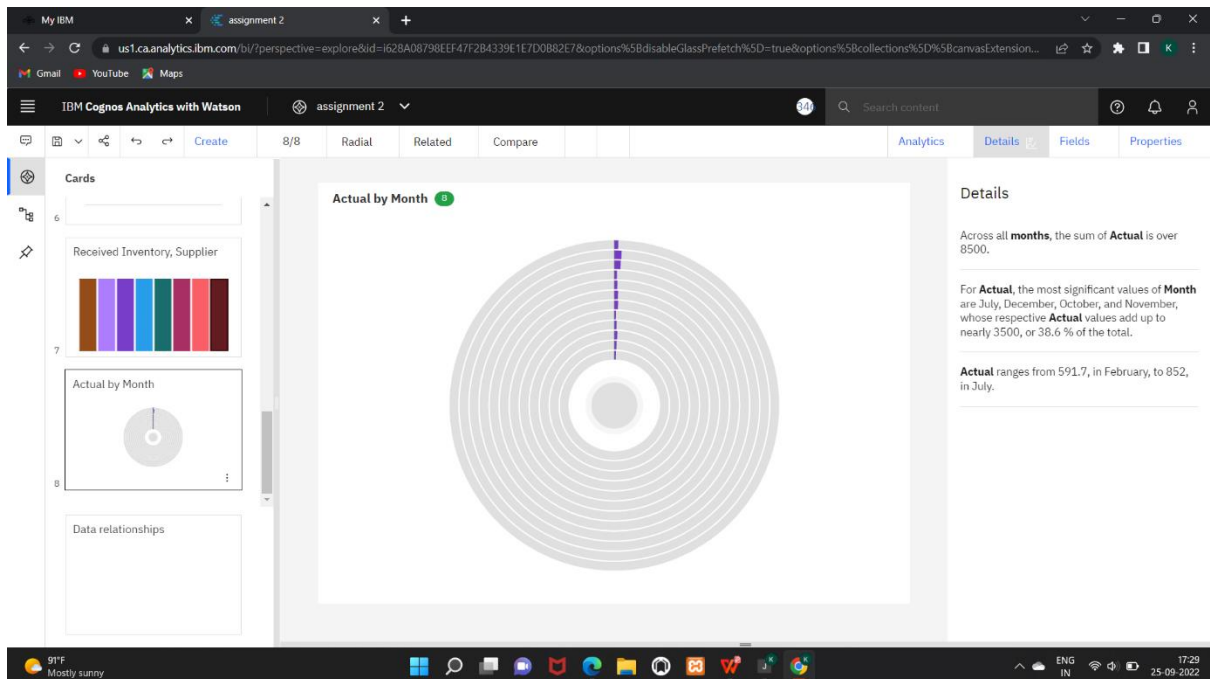 My IBM
assignment 2
us1.ca.analytics.ibm.com/bi/?perspective=explore&id=i628A08798EEF47F2B4339E1E7D0B82E7&options%5BdisableGlassPrefetch%5D=true&options%5Bcollections%5D%5BcanvasExtension...
K
Gmail
YouTube
Maps
IBM Cognos Analytics with Watson
assignment 2
Search content
Create
8/8
Radial
Related
Compare
Analytics
Details
Fields
Properties
Cards
6
Received Inventory, Supplier
7
Actual by Month
8
Data relationships
Actual by Month 8
Details
Across all months, the sum of Actual is over
8500.
For Actual, the most significant values of Month
are July, December, October, and November,
whose respective Actual values add up to
nearly 3500, or 38.6 % of the total.
Actual ranges from 591.7, in February, to 852,
in July.
91°F
Mostly sunny
ENG
IN
17:29
25-09-2022